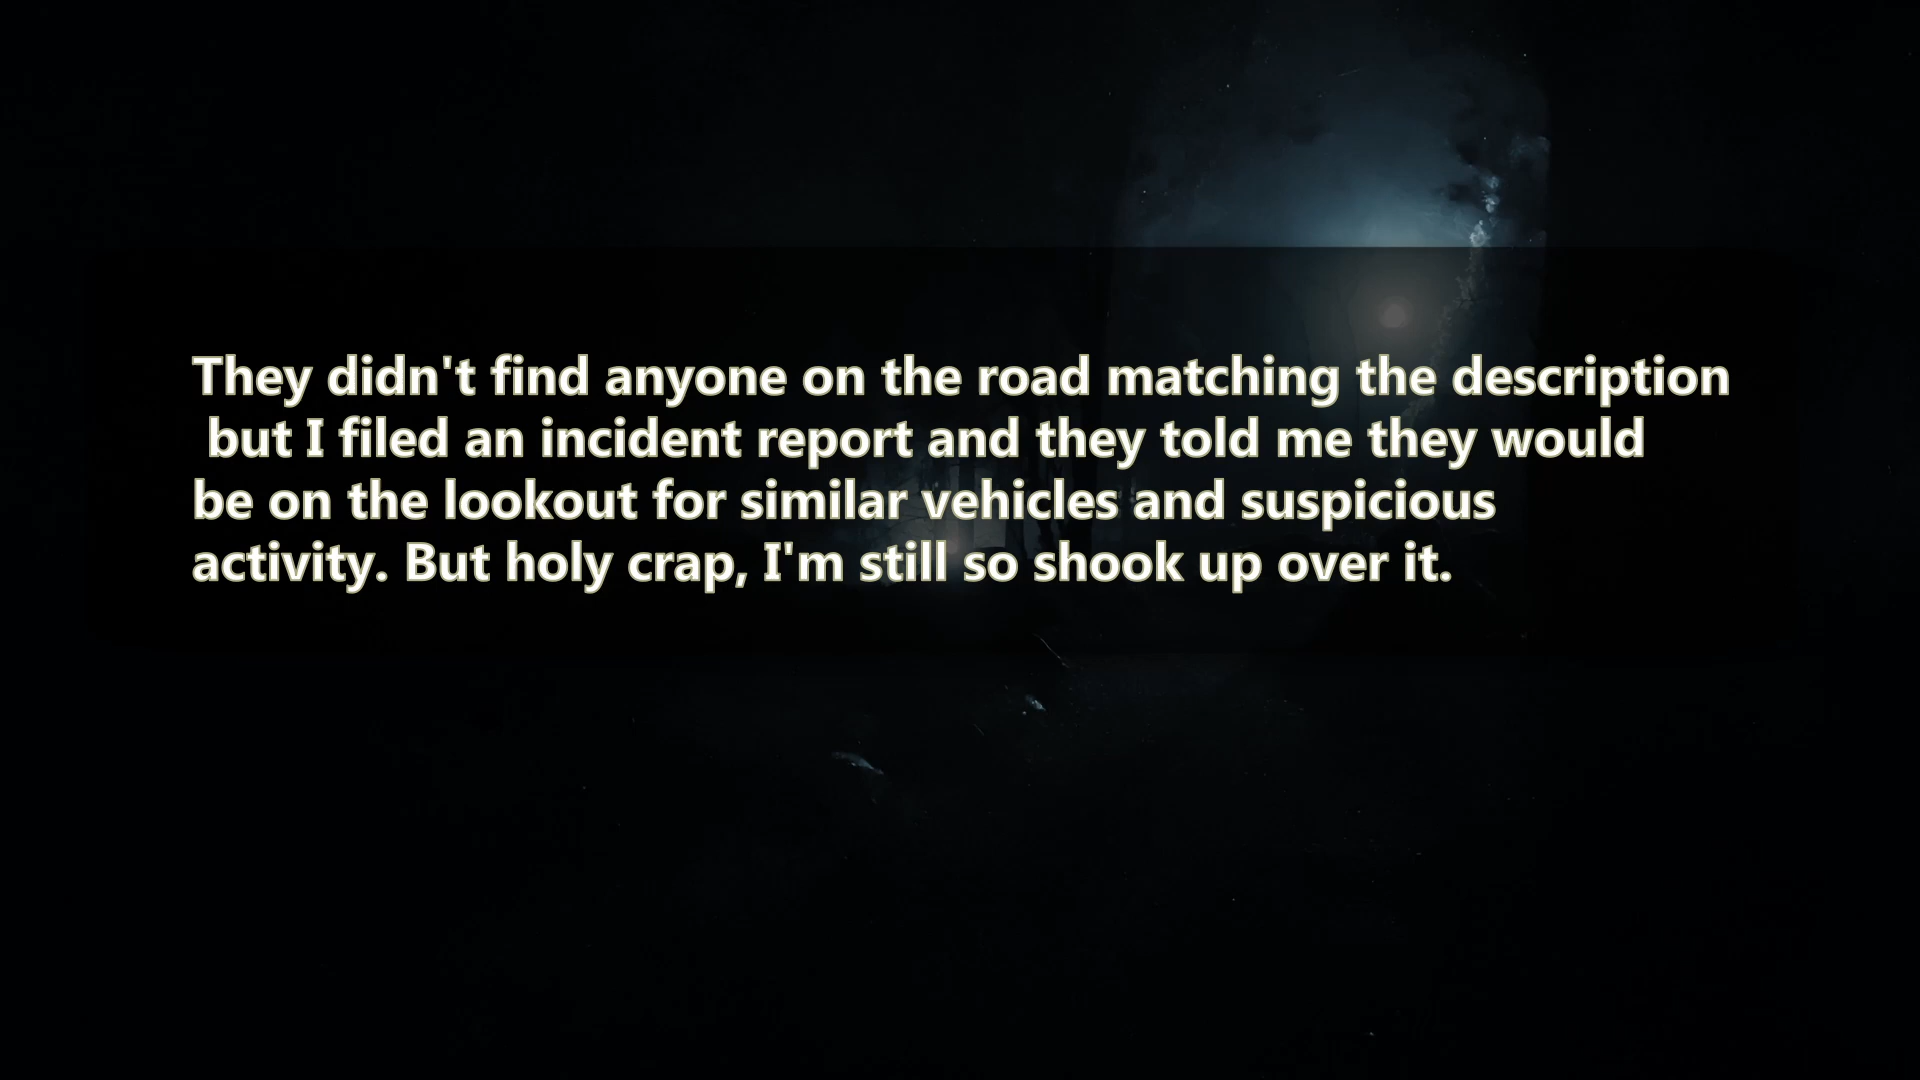 They didn't find anyone on the road matching the description
but I filed an incident report and they told me they would
be on the lookout for similar vehicles and suspicious
activity. But holy crap, I'm still so shook up over it.